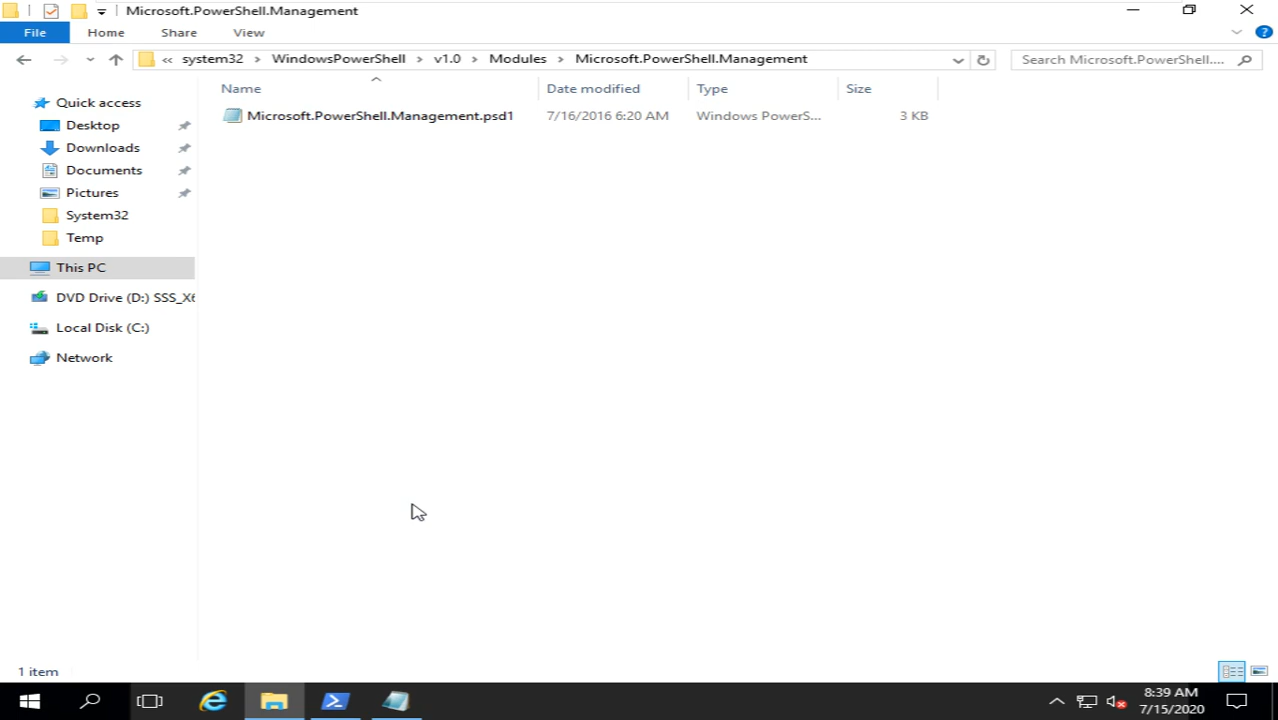 Microsoft.PowerShell.Management
File Home Share View
« system32 > WindowsPowerShell > v1.0 > Modules > Microsoft.PowerShell.Management
Search Microsoft.PowerShell....
Name Date modified Type Size
Microsoft.PowerShell.Management.psd1 7/16/2016 6:20 AM Windows PowerS... 3 KB
Quick access
Desktop
Downloads
Documents
Pictures
System32
Temp
This PC
DVD Drive (D:) SSS_X6
Local Disk (C:)
Network
1 item
8:39 AM
7/15/2020